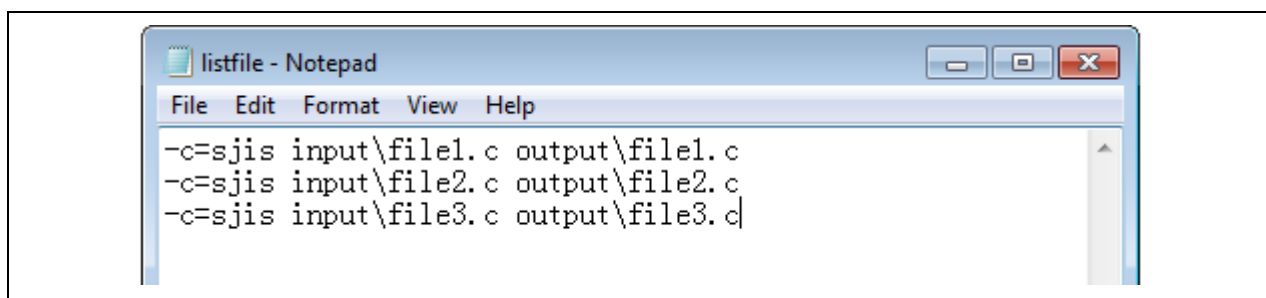 listfile - Notepad
File Edit Format View Help
-c=sjis input\file1.c output\file1.c
-c=sjis input\file2.c output\file2.c
-c=sjis input\file3.c output\file3.c